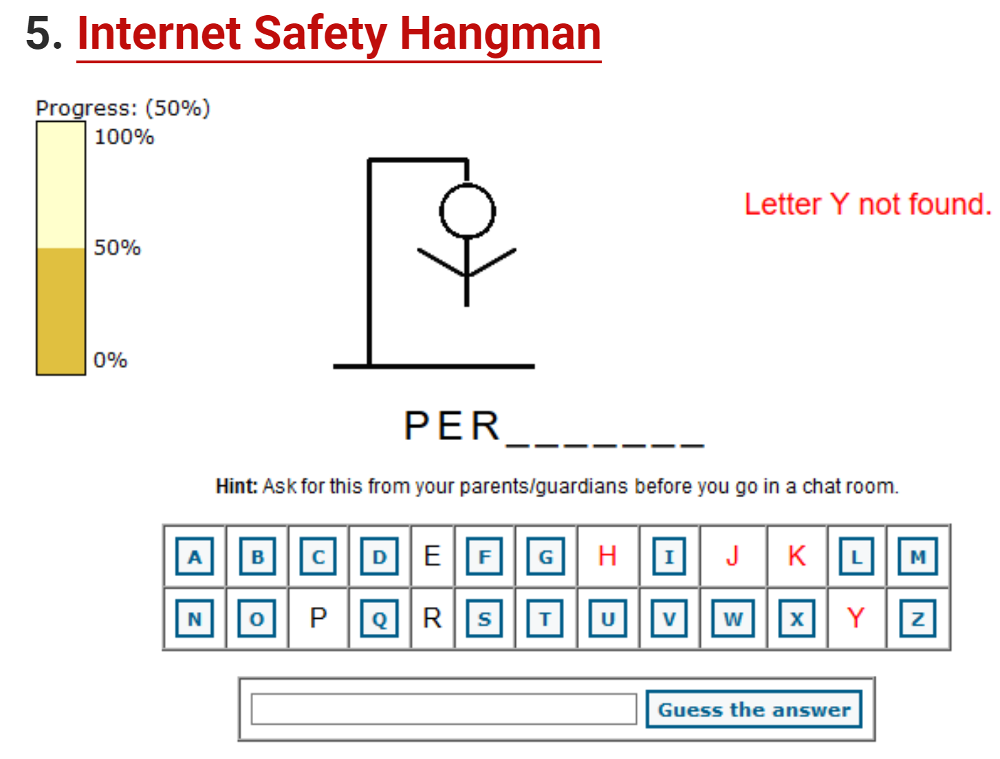 5. Internet Safety Hangman
Progress: (50%)
100%
50%
0%
Letter Y not found.
PER_______
Hint: Ask for this from your parents/guardians before you go in a chat room.
A B C D E F G H I J K L M
N O P Q R S T U V W X Y Z
Guess the answer